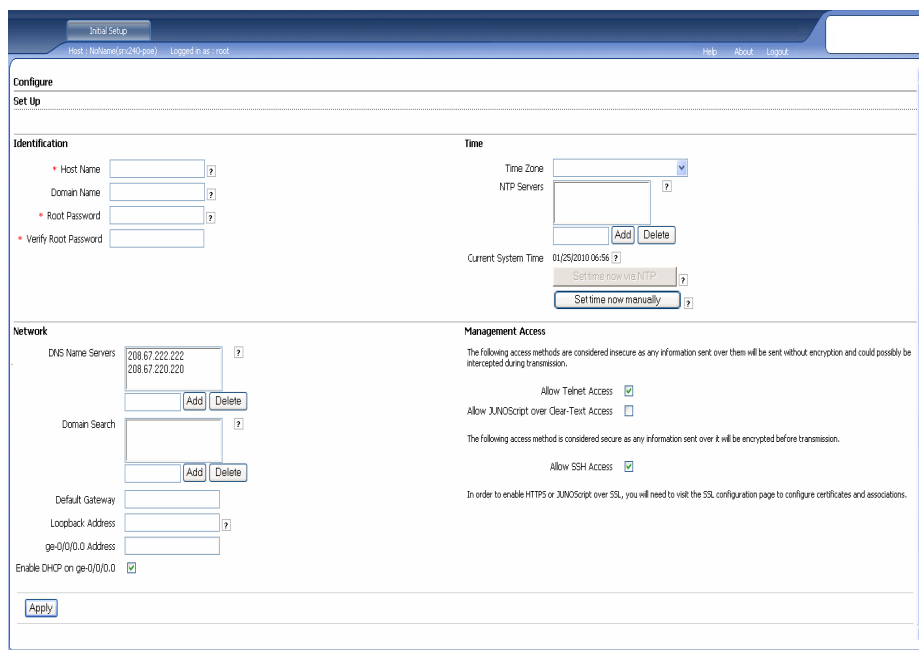 Initial Setup
Host : NoName(srx240-poe) Logged in as : root
Help About Logout
Configure
Set Up
Identification
* Host Name ?
Domain Name ?
* Root Password ?
* Verify Root Password
Time
Time Zone
NTP Servers ?
Add Delete
Current System Time 01/25/2010 06:56 ?
Set time now via NTP ?
Set time now manually ?
Network
DNS Name Servers ?
208.67.222.222
208.67.220.220
Add Delete
Domain Search ?
Add Delete
Default Gateway
Loopback Address ?
ge-0/0/0.0 Address
Enable DHCP on ge-0/0/0.0
Management Access
The following access methods are considered insecure as any information sent over them will be sent without encryption and could possibly be
intercepted during transmission.
Allow Telnet Access
Allow JUNOScript over Clear-Text Access
The following access method is considered secure as any information sent over it will be encrypted before transmission.
Allow SSH Access
In order to enable HTTPS or JUNOScript over SSL, you will need to visit the SSL configuration page to configure certificates and associations.
Apply